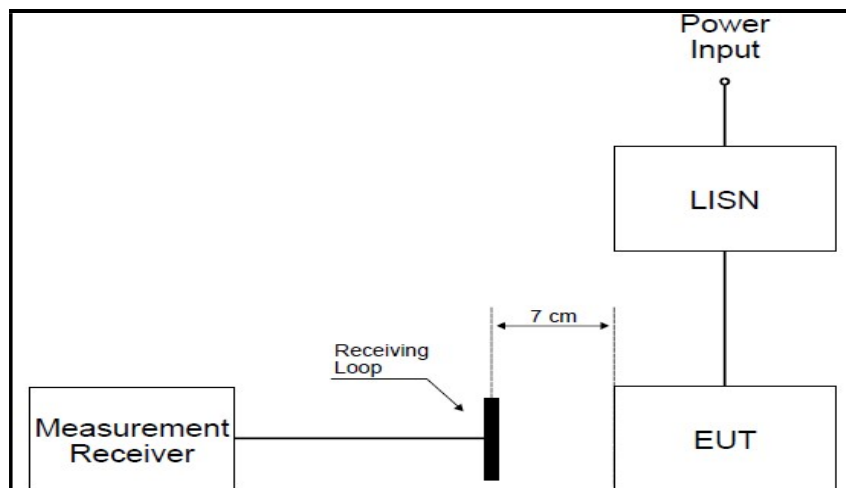 Power
Input
LISN
7 cm
Receiving
Loop
Measurement
Receiver
EUT